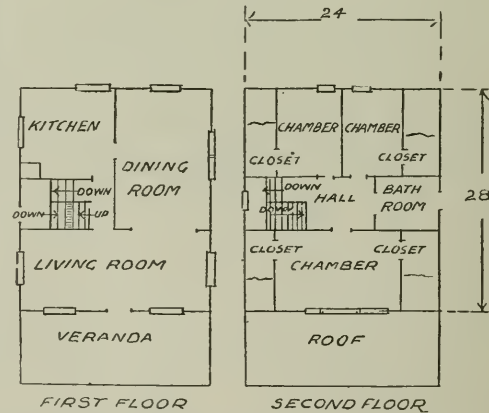 24
KITCHEN
DINING
ROOM
DOWN
DOWN
UP
LIVING ROOM
VERANDA
FIRST FLOOR
CHAMBER
CHAMBER
CLOSET
CLOSET
DOWN
HALL
BATH
ROOM
DOWN
28
CLOSET
CLOSET
CHAMBER
ROOF
SECOND FLOOR